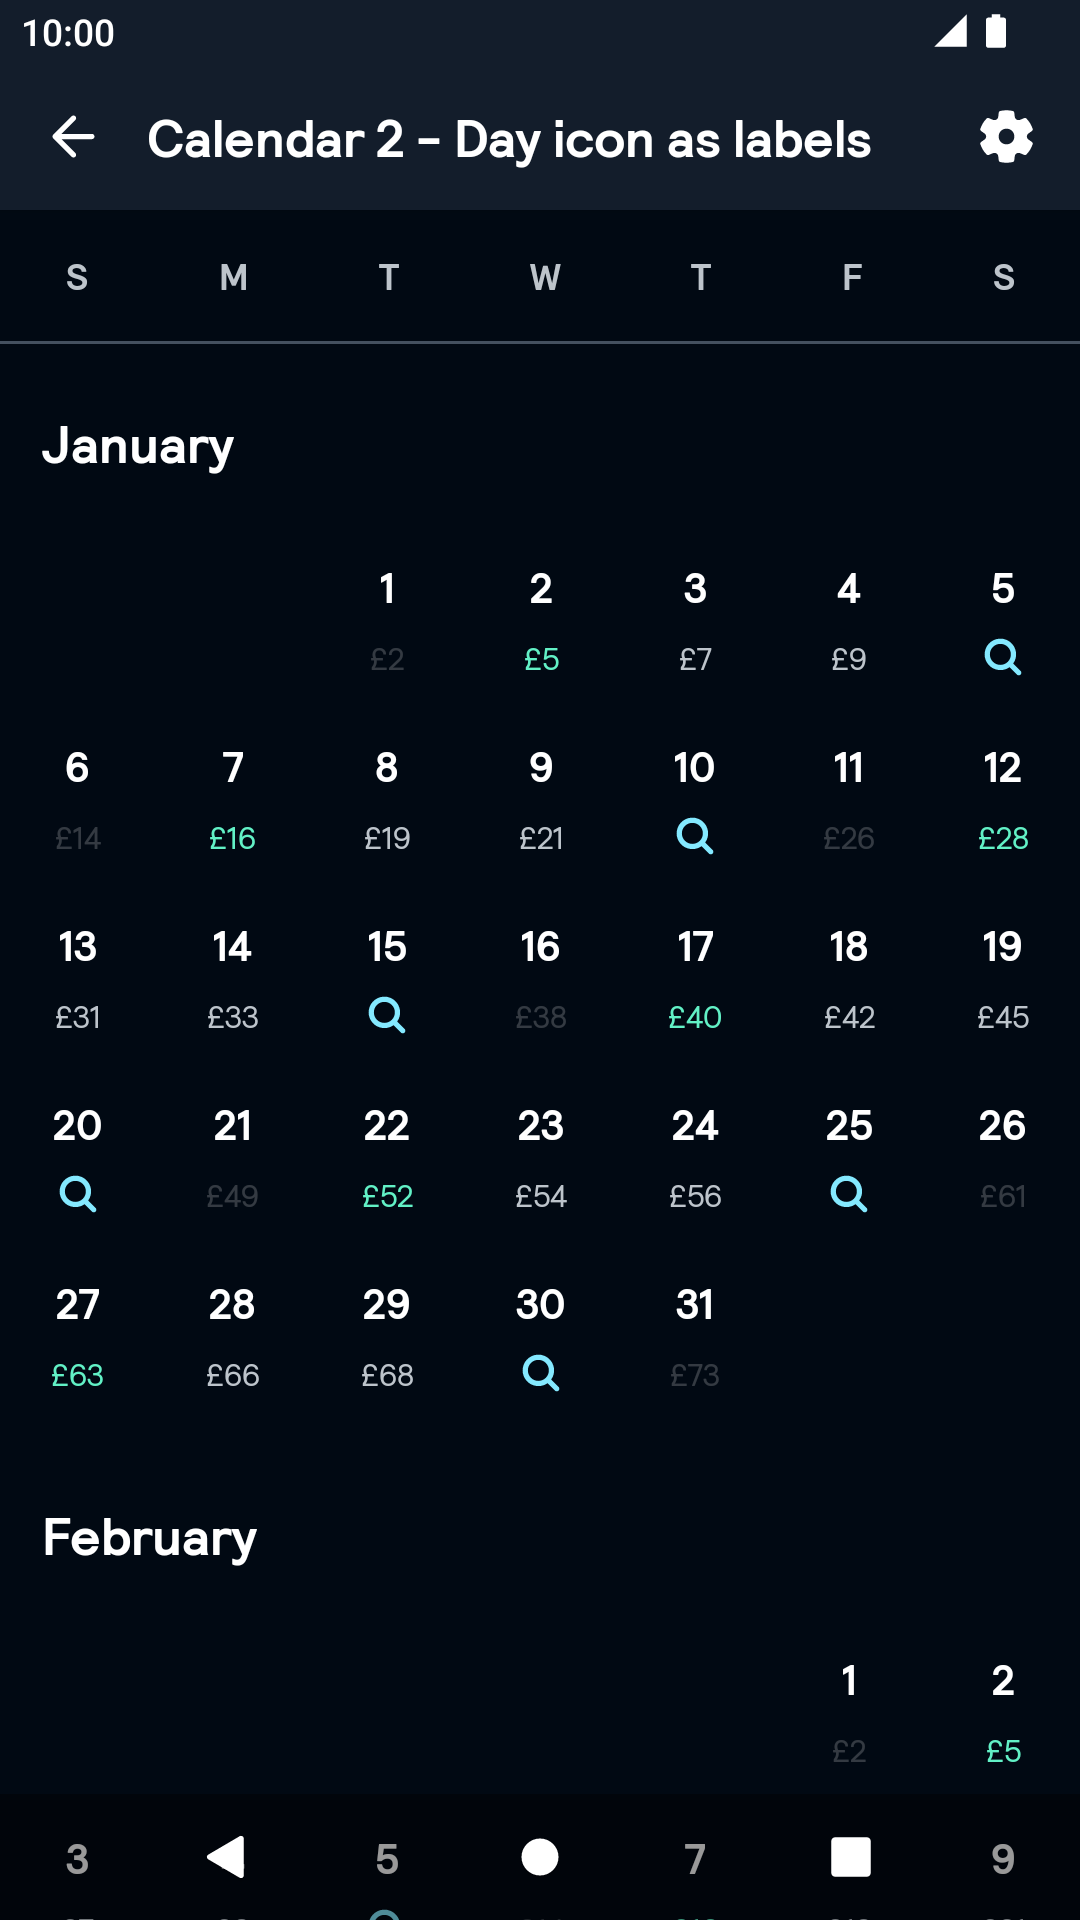 10:00
Calendar 2 – Day icon as labels
S M T W T F S
January
1 2 3 4 5
£2 £5 £7 £9
6 7 8 9 10 11 12
£14 £16 £19 £21 £26 £28
13 14 15 16 17 18 19
£31 £33 £38 £40 £42 £45
20 21 22 23 24 25 26
£49 £52 £54 £56 £61
27 28 29 30 31
£63 £66 £68 £73
February
1 2
£2 £5
3 5 7 9